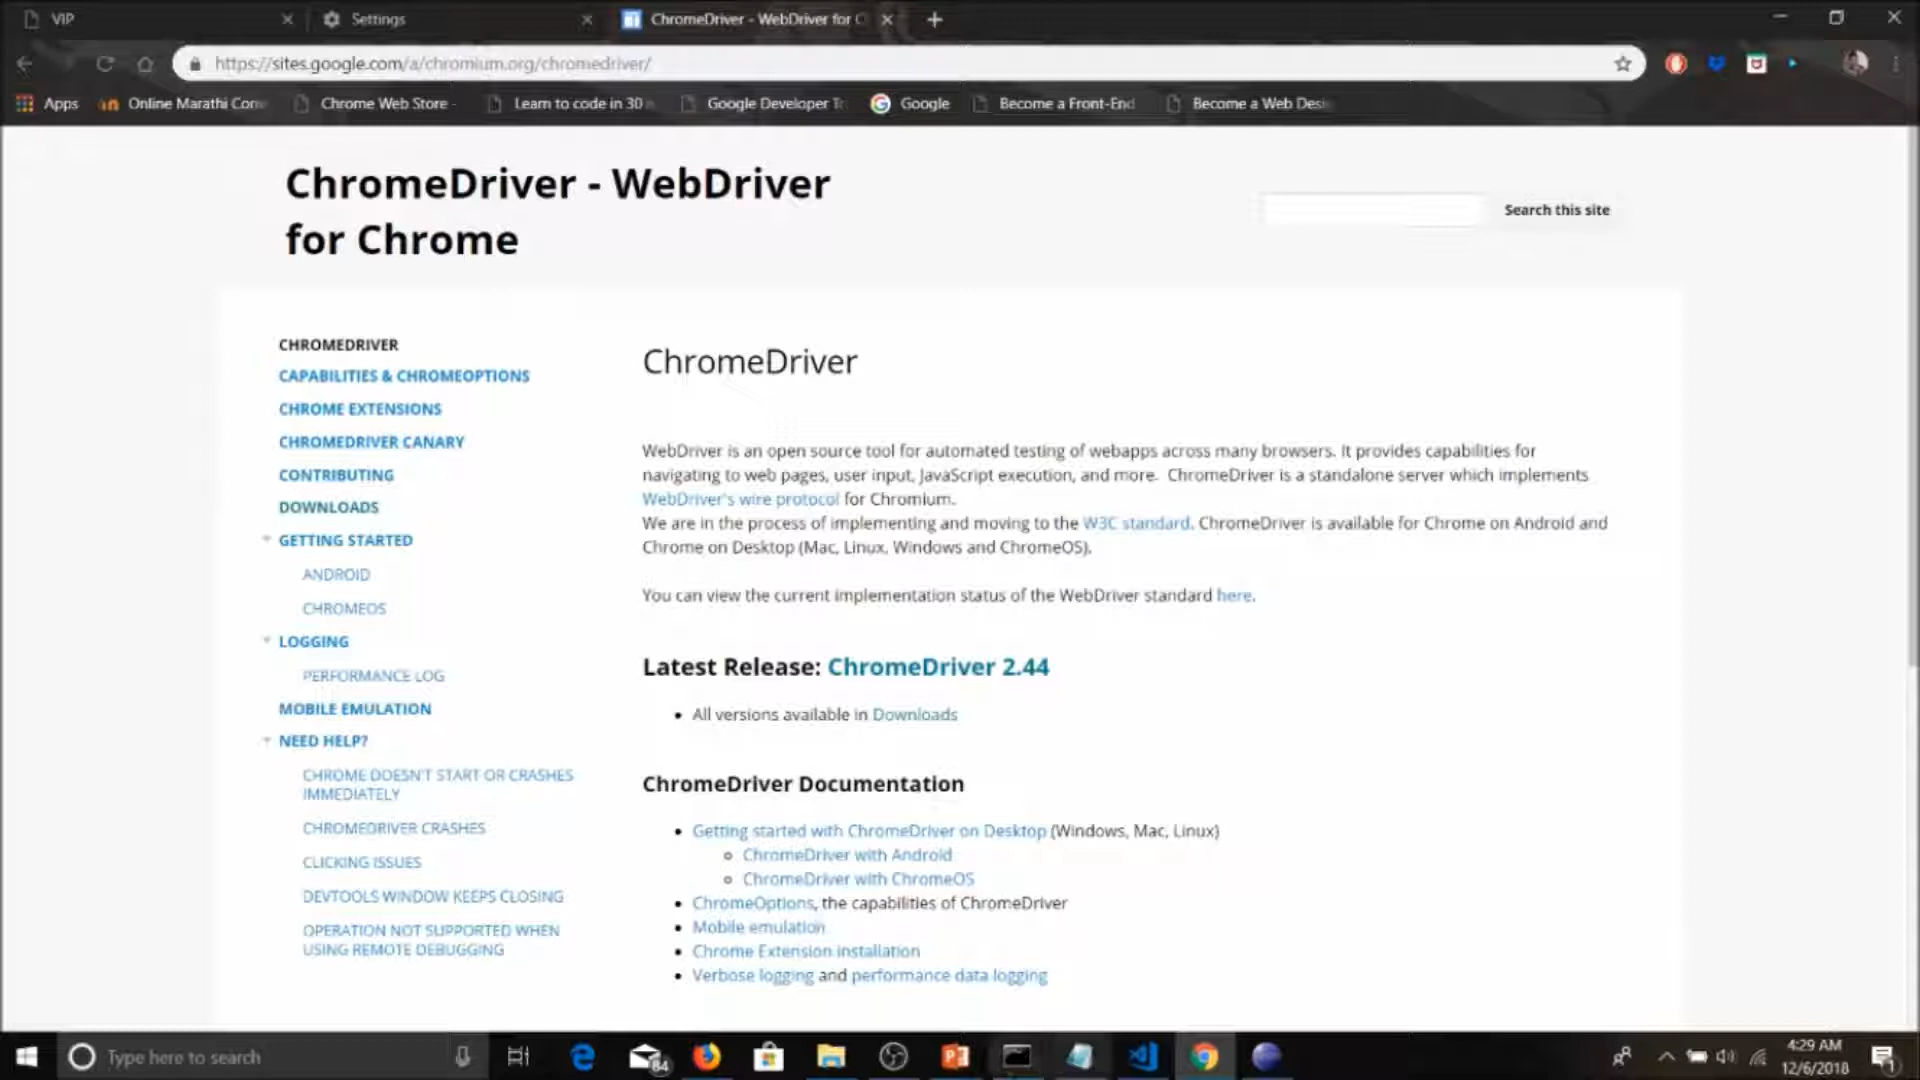 VIP
Settings
ChromeDriver - WebDriver for C
https://sites.google.com/a/chromium.org/chromedriver/
Apps
Online Marathi Com
Chrome Web Store -
Learn to code in 30
Google Developer Tr
Google
Become a Front-End
Become a Web Desi
ChromeDriver - WebDriver
for Chrome
Search this site
CHROMEDRIVER
CAPABILITIES & CHROMEOPTIONS
CHROME EXTENSIONS
CHROMEDRIVER CANARY
CONTRIBUTING
DOWNLOADS
GETTING STARTED
ANDROID
CHROMEOS
LOGGING
PERFORMANCE LOG
MOBILE EMULATION
NEED HELP?
CHROME DOESN'T START OR CRASHES
IMMEDIATELY
CHROMEDRIVER CRASHES
CLICKING ISSUES
DEVTOOLS WINDOW KEEPS CLOSING
OPERATION NOT SUPPORTED WHEN
USING REMOTE DEBUGGING
ChromeDriver
WebDriver is an open source tool for automated testing of webapps across many browsers. It provides capabilities for
navigating to web pages, user input, JavaScript execution, and more. ChromeDriver is a standalone server which implements
WebDriver's wire protocol for Chromium.
We are in the process of implementing and moving to the W3C standard. ChromeDriver is available for Chrome on Android and
Chrome on Desktop (Mac, Linux, Windows and ChromeOS).
You can view the current implementation status of the WebDriver standard here.
Latest Release: ChromeDriver 2.44
• All versions available in Downloads
ChromeDriver Documentation
• Getting started with ChromeDriver on Desktop (Windows, Mac, Linux)
○ ChromeDriver with Android
○ ChromeDriver with ChromeOS
• ChromeOptions, the capabilities of ChromeDriver
• Mobile emulation
• Chrome Extension installation
• Verbose logging and performance data logging
Type here to search
84
4:29 AM
12/6/2018
1